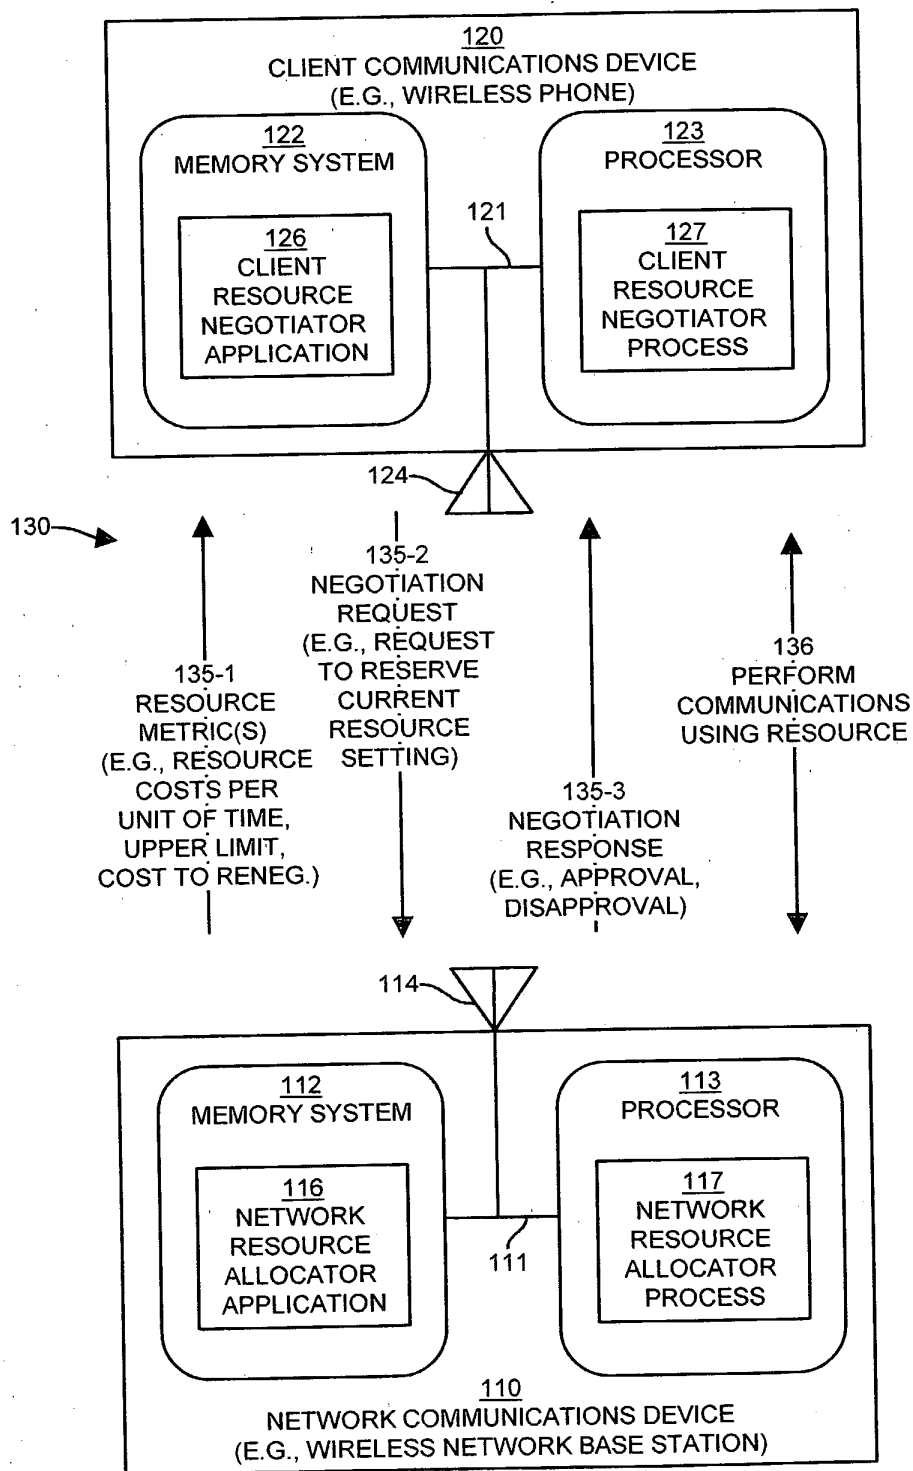 120
CLIENT COMMUNICATIONS DEVICE
(E.G., WIRELESS PHONE)
122
MEMORY SYSTEM
126
CLIENT
RESOURCE
NEGOTIATOR
APPLICATION
121
123
PROCESSOR
127
CLIENT
RESOURCE
NEGOTIATOR
PROCESS
124
130
135-1
RESOURCE
METRIC(S)
(E.G., RESOURCE
COSTS PER
UNIT OF TIME,
UPPER LIMIT,
COST TO RENEG.)
135-2
NEGOTIATION
REQUEST
(E.G., REQUEST
TO RESERVE
CURRENT
RESOURCE
SETTING)
135-3
NEGOTIATION
RESPONSE
(E.G., APPROVAL,
DISAPPROVAL)
136
PERFORM
COMMUNICATIONS
USING RESOURCE
114
112
MEMORY SYSTEM
116
NETWORK
RESOURCE
ALLOCATOR
APPLICATION
111
113
PROCESSOR
117
NETWORK
RESOURCE
ALLOCATOR
PROCESS
110
NETWORK COMMUNICATIONS DEVICE
(E.G., WIRELESS NETWORK BASE STATION)